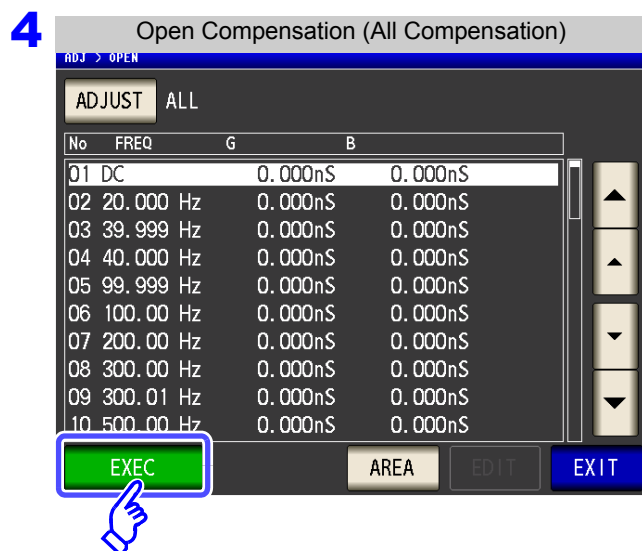 4
Open Compensation (All Compensation)
ADJ > OPEN
ADJUST ALL
No FREQ G B
01 DC 0.000nS 0.000nS
02 20.000 Hz 0.000nS 0.000nS
03 39.999 Hz 0.000nS 0.000nS
04 40.000 Hz 0.000nS 0.000nS
05 99.999 Hz 0.000nS 0.000nS
06 100.00 Hz 0.000nS 0.000nS
07 200.00 Hz 0.000nS 0.000nS
08 300.00 Hz 0.000nS 0.000nS
09 300.01 Hz 0.000nS 0.000nS
10 500.00 Hz 0.000nS 0.000nS
EXEC AREA EDIT EXIT